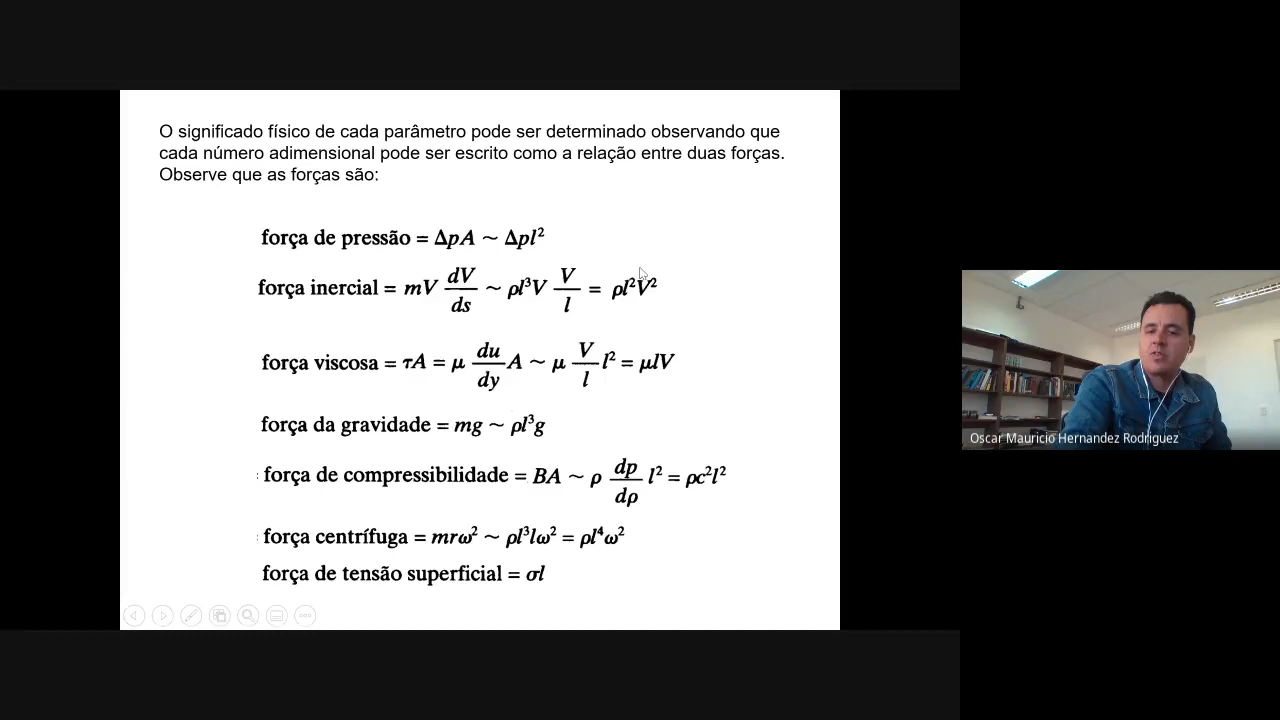 O significado físico de cada parâmetro pode ser determinado observando que
cada número adimensional pode ser escrito como a relação entre duas forças.
Observe que as forças são:
força de pressão = ΔpA ~ Δpl²
força inercial = mV dV/ds ~ ρl³V V/l = ρl²V²
força viscosa = τA = μ du/dy A ~ μ V/l l² = μlV
força da gravidade = mg ~ ρl³g
força de compressibilidade = BA ~ ρ dp/dρ l² = ρc²l²
força centrífuga = mrω² ~ ρl³lω² = ρl⁴ω²
força de tensão superficial = σl
Oscar Mauricio Hernandez Rodriguez